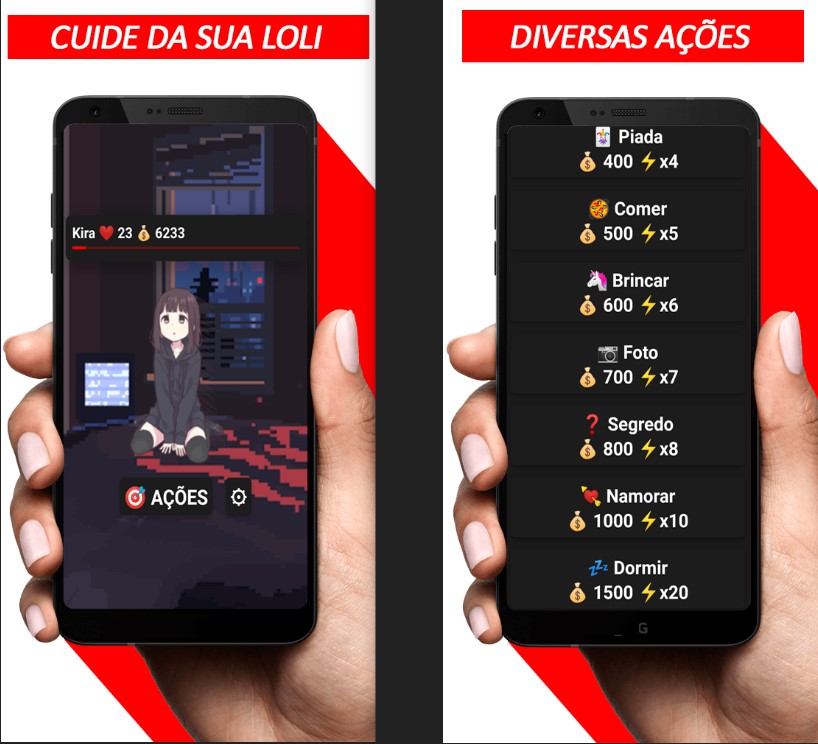 CUIDE DA SUA LOLI
Kira ❤️ 23 💰 6233
🎯 AÇÕES
DIVERSAS AÇÕES
🃏 Piada
💰 400 ⚡x4
🍕 Comer
💰 500 ⚡x5
🦄 Brincar
💰 600 ⚡x6
📷 Foto
💰 700 ⚡x7
❓ Segredo
💰 800 ⚡x8
💘 Namorar
💰 1000 ⚡x10
💤 Dormir
💰 1500 ⚡x20
_ G